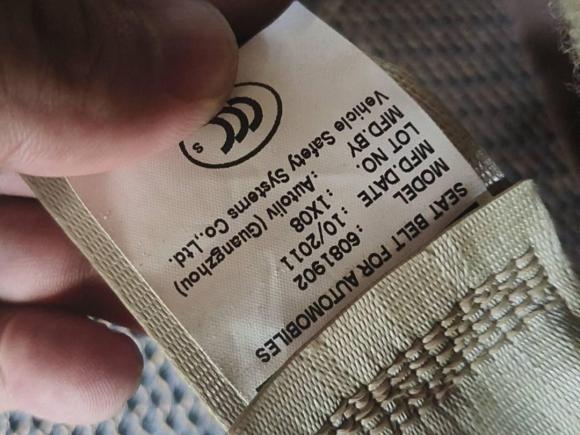 SEAT BELT FOR AUTOMOBILES
MODEL : 6081902
MFD.DATE : 10/2011
LOT NO. : 1X08
MFD.BY : Autoliv (Guangzhou)
Vehicle Safety Systems Co.,Ltd.
CCC S